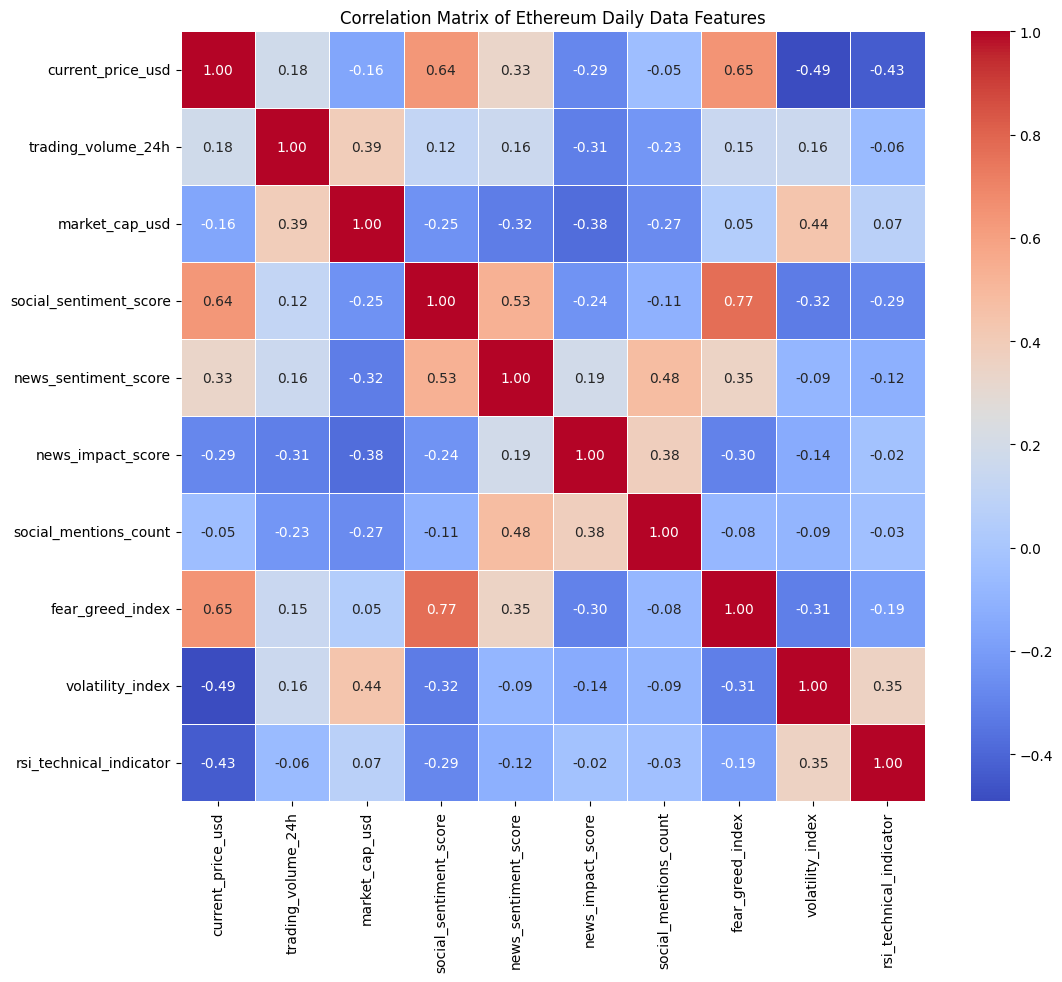 Correlation Matrix of Ethereum Daily Data Features
current_price_usd 1.00 0.18 -0.16 0.64 0.33 -0.29 -0.05 0.65 -0.49 -0.43
trading_volume_24h 0.18 1.00 0.39 0.12 0.16 -0.31 -0.23 0.15 0.16 -0.06
market_cap_usd -0.16 0.39 1.00 -0.25 -0.32 -0.38 -0.27 0.05 0.44 0.07
social_sentiment_score 0.64 0.12 -0.25 1.00 0.53 -0.24 -0.11 0.77 -0.32 -0.29
news_sentiment_score 0.33 0.16 -0.32 0.53 1.00 0.19 0.48 0.35 -0.09 -0.12
news_impact_score -0.29 -0.31 -0.38 -0.24 0.19 1.00 0.38 -0.30 -0.14 -0.02
social_mentions_count -0.05 -0.23 -0.27 -0.11 0.48 0.38 1.00 -0.08 -0.09 -0.03
fear_greed_index 0.65 0.15 0.05 0.77 0.35 -0.30 -0.08 1.00 -0.31 -0.19
volatility_index -0.49 0.16 0.44 -0.32 -0.09 -0.14 -0.09 -0.31 1.00 0.35
rsi_technical_indicator -0.43 -0.06 0.07 -0.29 -0.12 -0.02 -0.03 -0.19 0.35 1.00
current_price_usd
trading_volume_24h
market_cap_usd
social_sentiment_score
news_sentiment_score
news_impact_score
social_mentions_count
fear_greed_index
volatility_index
rsi_technical_indicator
1.0
0.8
0.6
0.4
0.2
0.0
−0.2
−0.4